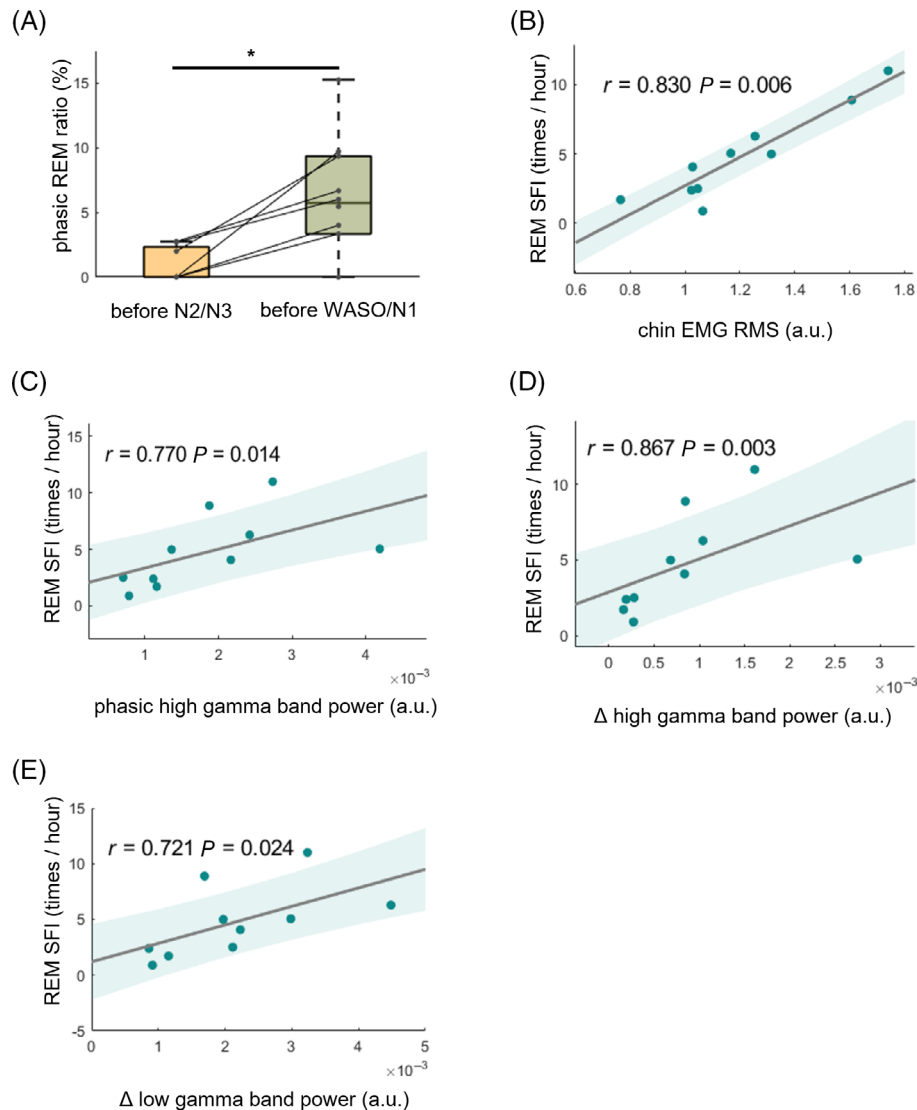 (A)
*
phasic REM ratio (%)
15
10
5
0
before N2/N3
before WASO/N1
(B)
r = 0.830 P = 0.006
REM SFI (times / hour)
10
5
0
0.6 0.8 1 1.2 1.4 1.6 1.8
chin EMG RMS (a.u.)
(C)
r = 0.770 P = 0.014
REM SFI (times / hour)
15
10
5
0
1 2 3 4
×10⁻³
phasic high gamma band power (a.u.)
(D)
r = 0.867 P = 0.003
REM SFI (times / hour)
10
5
0
0 0.5 1 1.5 2 2.5 3
×10⁻³
Δ high gamma band power (a.u.)
(E)
r = 0.721 P = 0.024
REM SFI (times / hour)
15
10
5
0
-5
0 1 2 3 4 5
×10⁻³
Δ low gamma band power (a.u.)